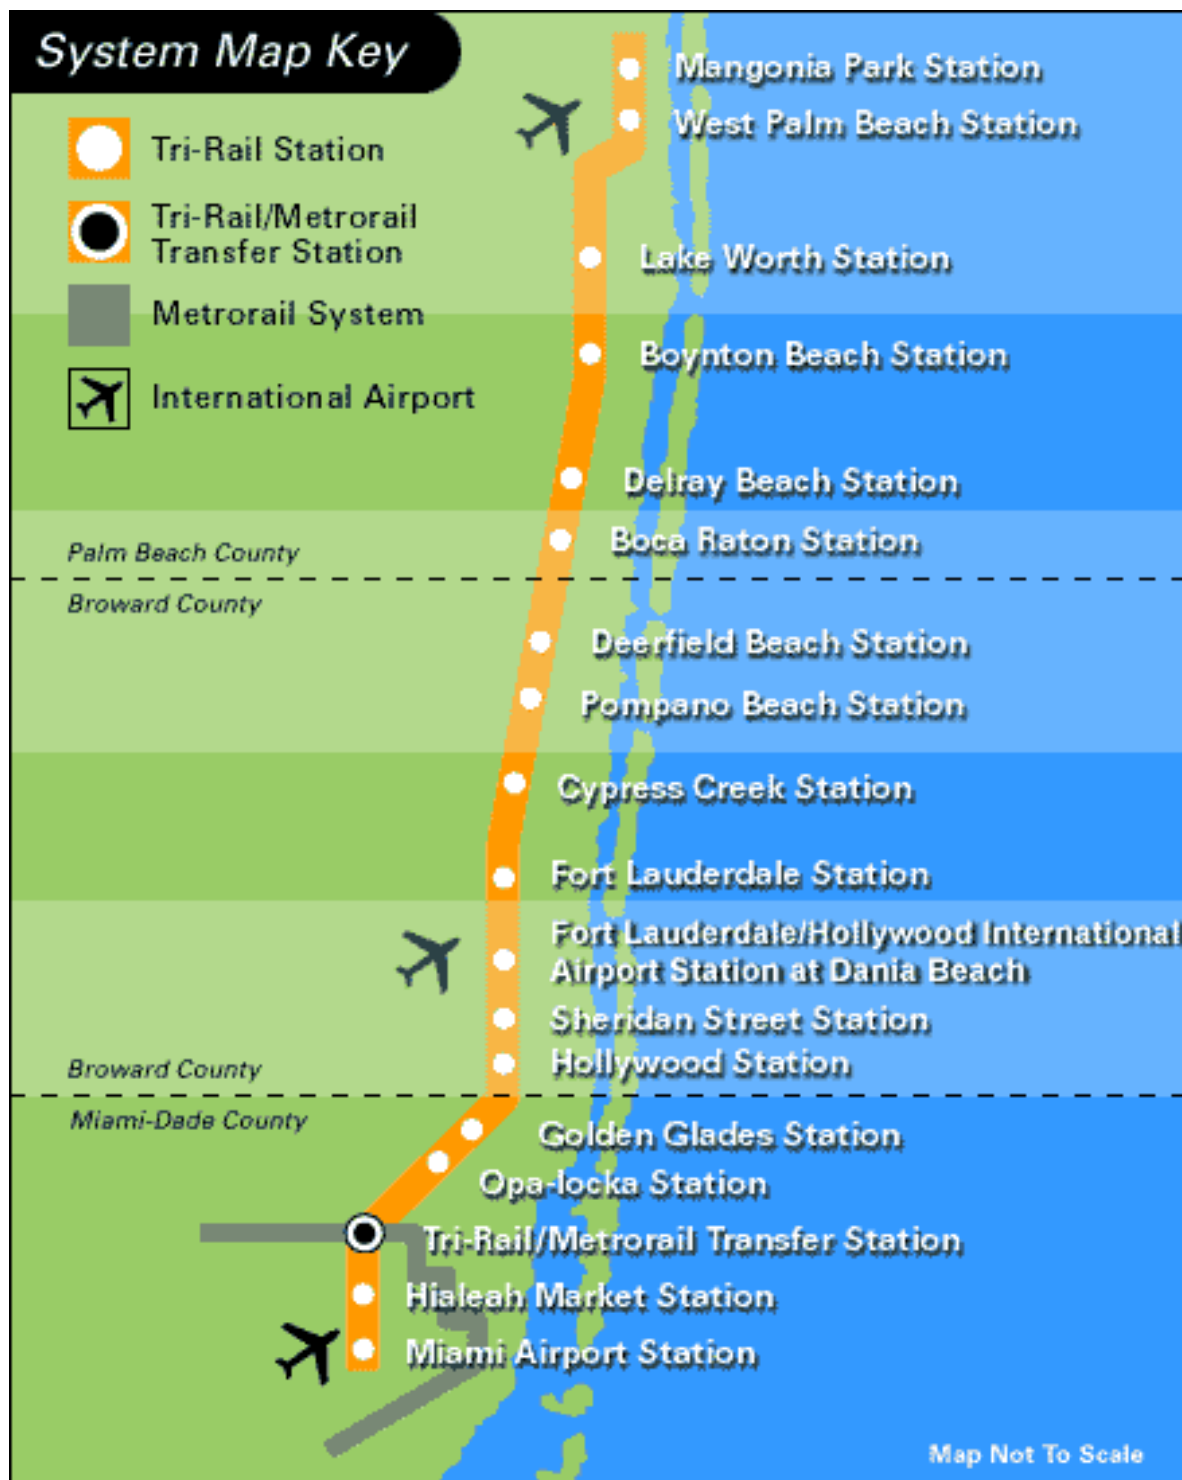 System Map Key
Tri-Rail Station
Tri-Rail/Metrorail
Transfer Station
Metrorail System
International Airport
Mangonia Park Station
West Palm Beach Station
Lake Worth Station
Boynton Beach Station
Delray Beach Station
Boca Raton Station
Palm Beach County
Broward County
Deerfield Beach Station
Pompano Beach Station
Cypress Creek Station
Fort Lauderdale Station
Fort Lauderdale/Hollywood International
Airport Station at Dania Beach
Sheridan Street Station
Hollywood Station
Broward County
Miami-Dade County
Golden Glades Station
Opa-locka Station
Tri-Rail/Metrorail Transfer Station
Hialeah Market Station
Miami Airport Station
Map Not To Scale